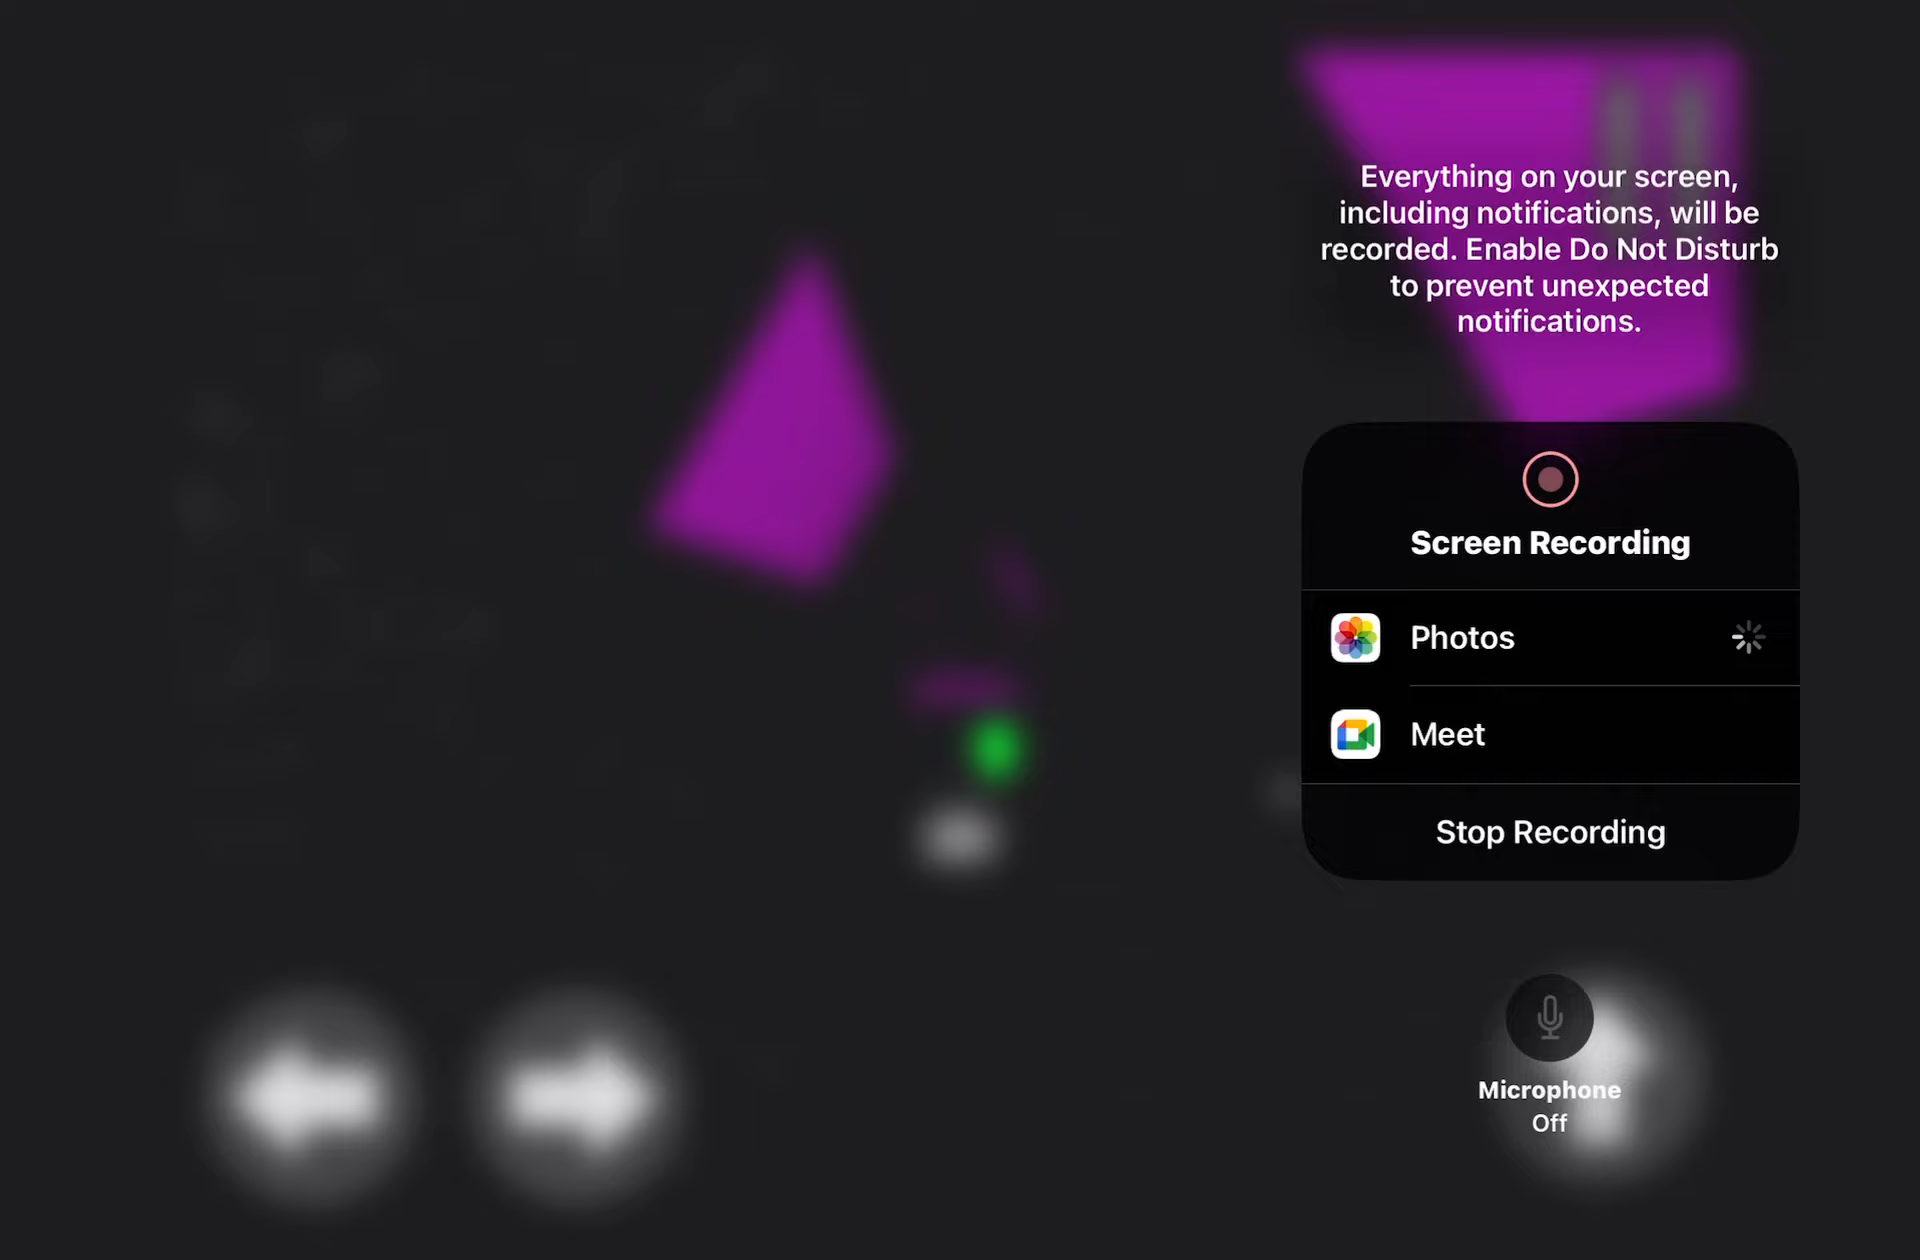 Everything on your screen,
including notifications, will be
recorded. Enable Do Not Disturb
to prevent unexpected
notifications.
Screen Recording
Photos
Meet
Stop Recording
Microphone
Off